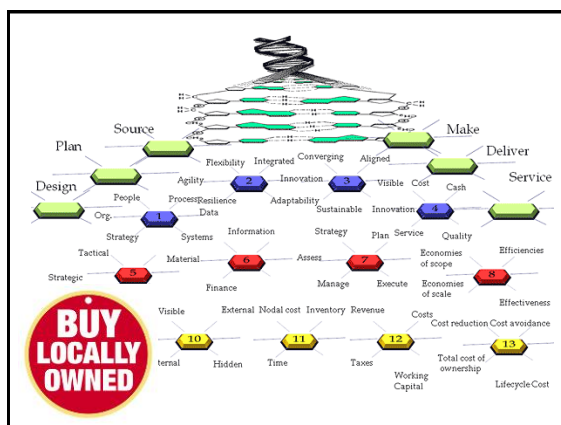 Source
Make
Plan
Deliver
Design
Service
Flexibility
Integrated
Converging
Aligned
Agility
2
Innovation
3
Visible
Cost
Cash
People
Process
Resilience
Adaptability
Org.
1
Data
Sustainable
Innovation
4
Strategy
Systems
Service
Quality
Tactical
Information
Strategy
Plan
Economies
of scope
Efficiencies
Strategic
5
Material
6
Assess
7
8
Finance
Manage
Execute
Economies
of scale
Effectiveness
BUY
LOCALLY
OWNED
Visible
External
Nodal cost
Inventory
Revenue
Costs
Cost reduction
Cost avoidance
10
11
12
13
ternal
Hidden
Time
Taxes
Working
Capital
Total cost of
ownership
Lifecycle Cost